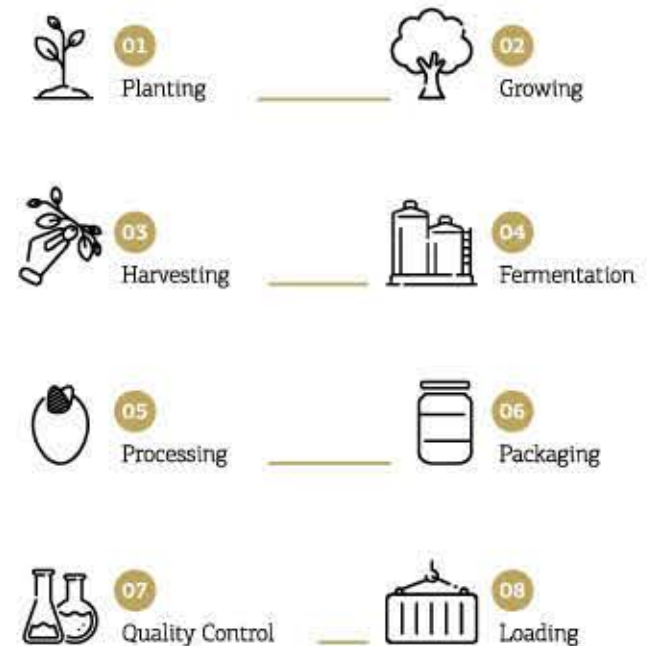 01
Planting
02
Growing
03
Harvesting
04
Fermentation
05
Processing
06
Packaging
07
Quality Control
08
Loading